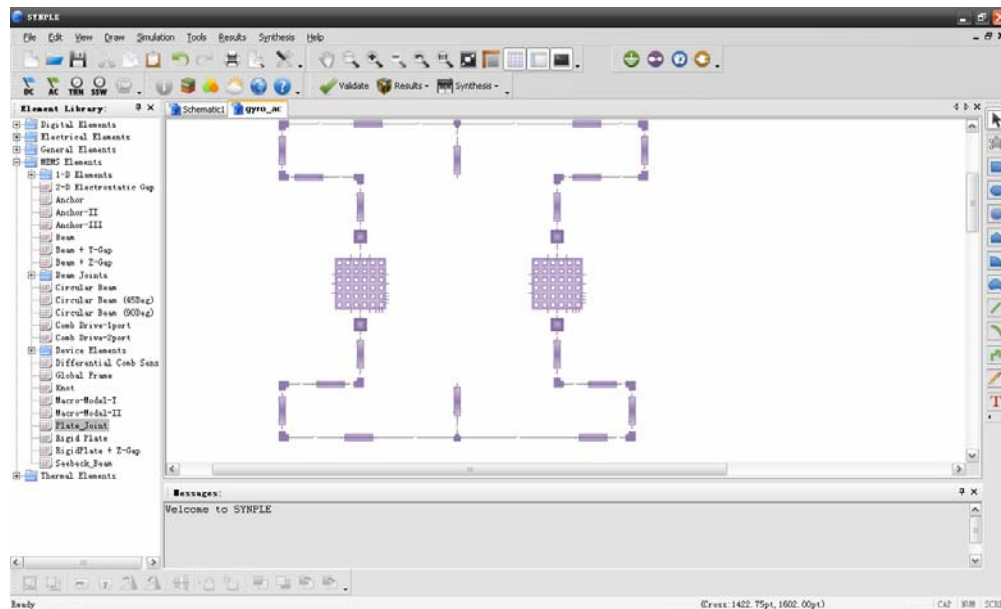 SYNPLE
File Edit View Draw Simulation Tools Results Synthesis Help
DC AC TRN SSW Validate Results Synthesis
Element Library:
Schematic1 gyro_ac
Digital Elements
Electrical Elements
General Elements
MEMS Elements
1-D Elements
2-D Electrostatic Gap
Anchor
Anchor-II
Anchor-III
Beam
Beam + Y-Gap
Beam + Z-Gap
Beam Joints
Circular Beam
Circular Beam (45Deg)
Circular Beam (90Deg)
Comb Drive-1port
Comb Drive-2port
Device Elements
Differential Comb Sens
Global Frame
Knot
Macro-Model-I
Macro-Model-II
Plate_Joint
Rigid Plate
RigidPlate + Z-Gap
Seebeck_Beam
Thermal Elements
T
Messages:
Welcome to SYNPLE
Ready
(Cross:1422.75pt, 1602.00pt)
CAP NUM SCRL